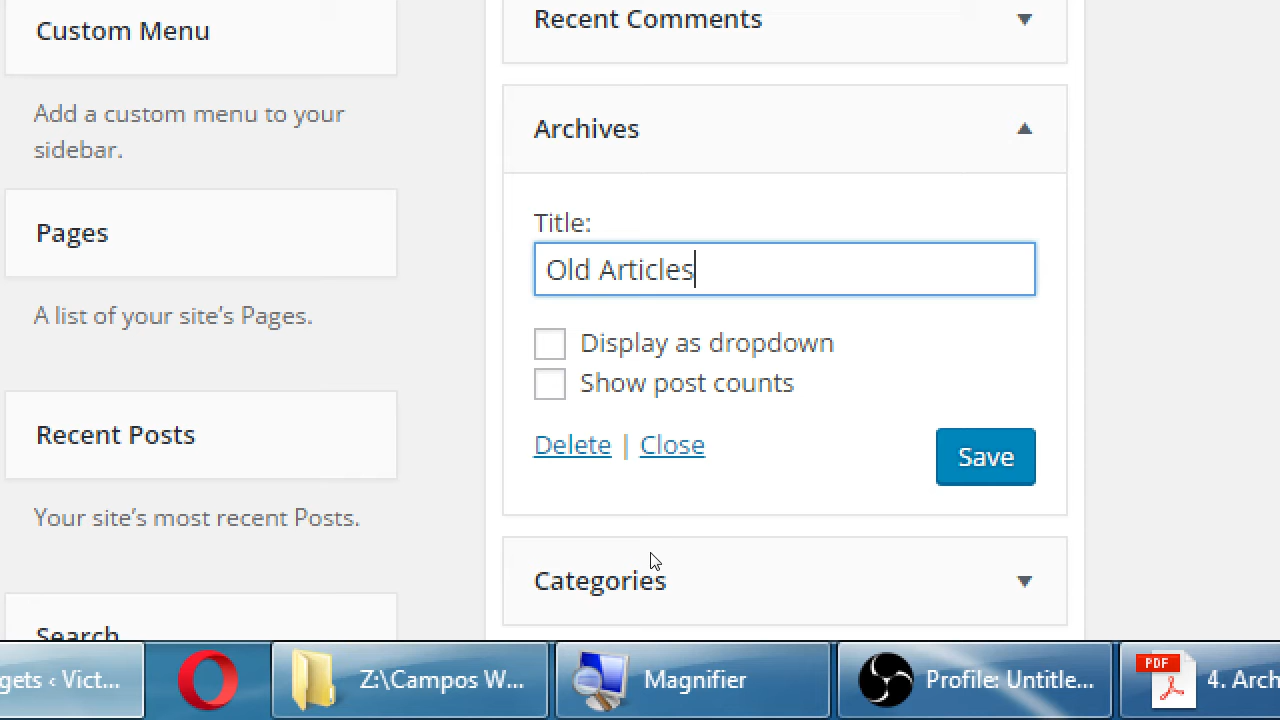 Custom Menu
Add a custom menu to your
sidebar.
Pages
A list of your site's Pages.
Recent Posts
Your site's most recent Posts.
Search
Recent Comments
Archives
Title:
Old Articles
Display as dropdown
Show post counts
Delete | Close
Save
Categories
gets ‹ Vict...
Z:\Campos W...
Magnifier
Profile: Untitle...
PDF
4. Arch